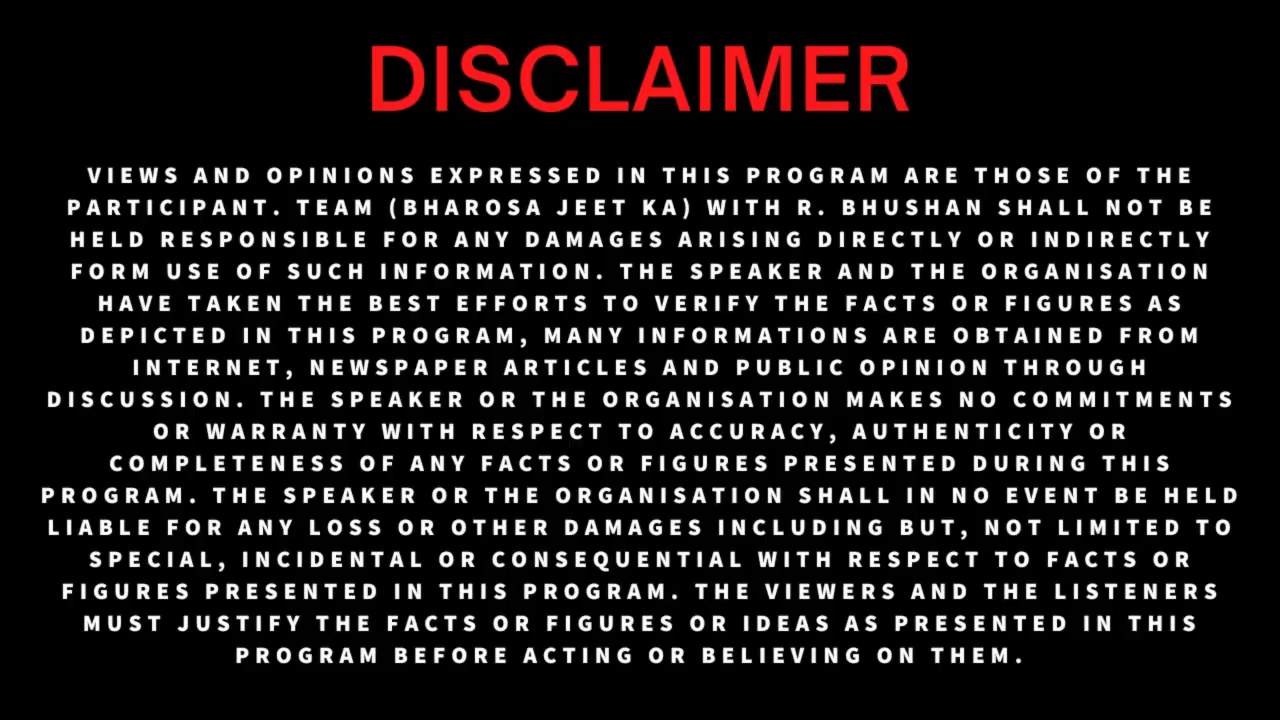 DISCLAIMER
VIEWS AND OPINIONS EXPRESSED IN THIS PROGRAM ARE THOSE OF THE
PARTICIPANT. TEAM (BHAROSA JEET KA) WITH R. BHUSHAN SHALL NOT BE
HELD RESPONSIBLE FOR ANY DAMAGES ARISING DIRECTLY OR INDIRECTLY
FORM USE OF SUCH INFORMATION. THE SPEAKER AND THE ORGANISATION
HAVE TAKEN THE BEST EFFORTS TO VERIFY THE FACTS OR FIGURES AS
DEPICTED IN THIS PROGRAM, MANY INFORMATIONS ARE OBTAINED FROM
INTERNET, NEWSPAPER ARTICLES AND PUBLIC OPINION THROUGH
DISCUSSION. THE SPEAKER OR THE ORGANISATION MAKES NO COMMITMENTS
OR WARRANTY WITH RESPECT TO ACCURACY, AUTHENTICITY OR
COMPLETENESS OF ANY FACTS OR FIGURES PRESENTED DURING THIS
PROGRAM. THE SPEAKER OR THE ORGANISATION SHALL IN NO EVENT BE HELD
LIABLE FOR ANY LOSS OR OTHER DAMAGES INCLUDING BUT, NOT LIMITED TO
SPECIAL, INCIDENTAL OR CONSEQUENTIAL WITH RESPECT TO FACTS OR
FIGURES PRESENTED IN THIS PROGRAM. THE VIEWERS AND THE LISTENERS
MUST JUSTIFY THE FACTS OR FIGURES OR IDEAS AS PRESENTED IN THIS
PROGRAM BEFORE ACTING OR BELIEVING ON THEM.